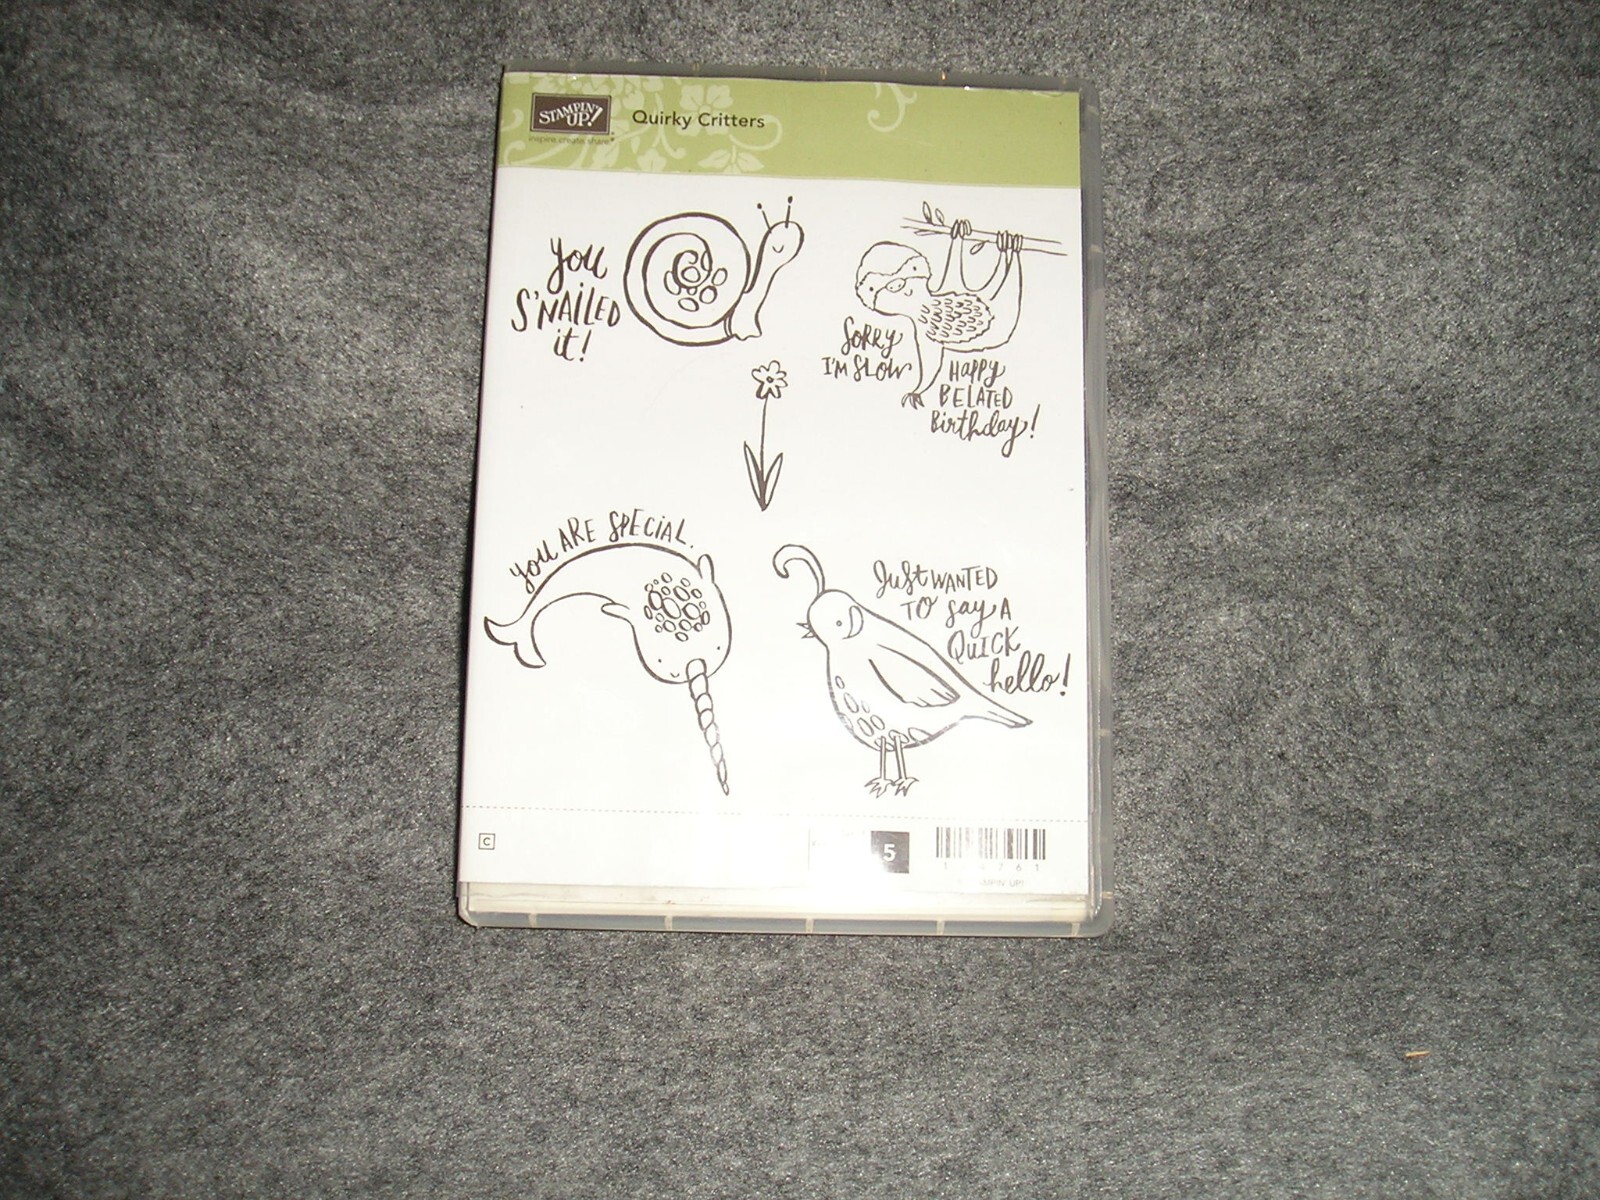 STAMPIN' UP!
inspire. create. share.
Quirky Critters
you
S'NAILED
it!
SORRY
I'M SLOW
HAPPY
BELATED
Birthday!
YOU ARE SPECIAL.
Just WANTED
TO say A
QUICK
hello!
C
5